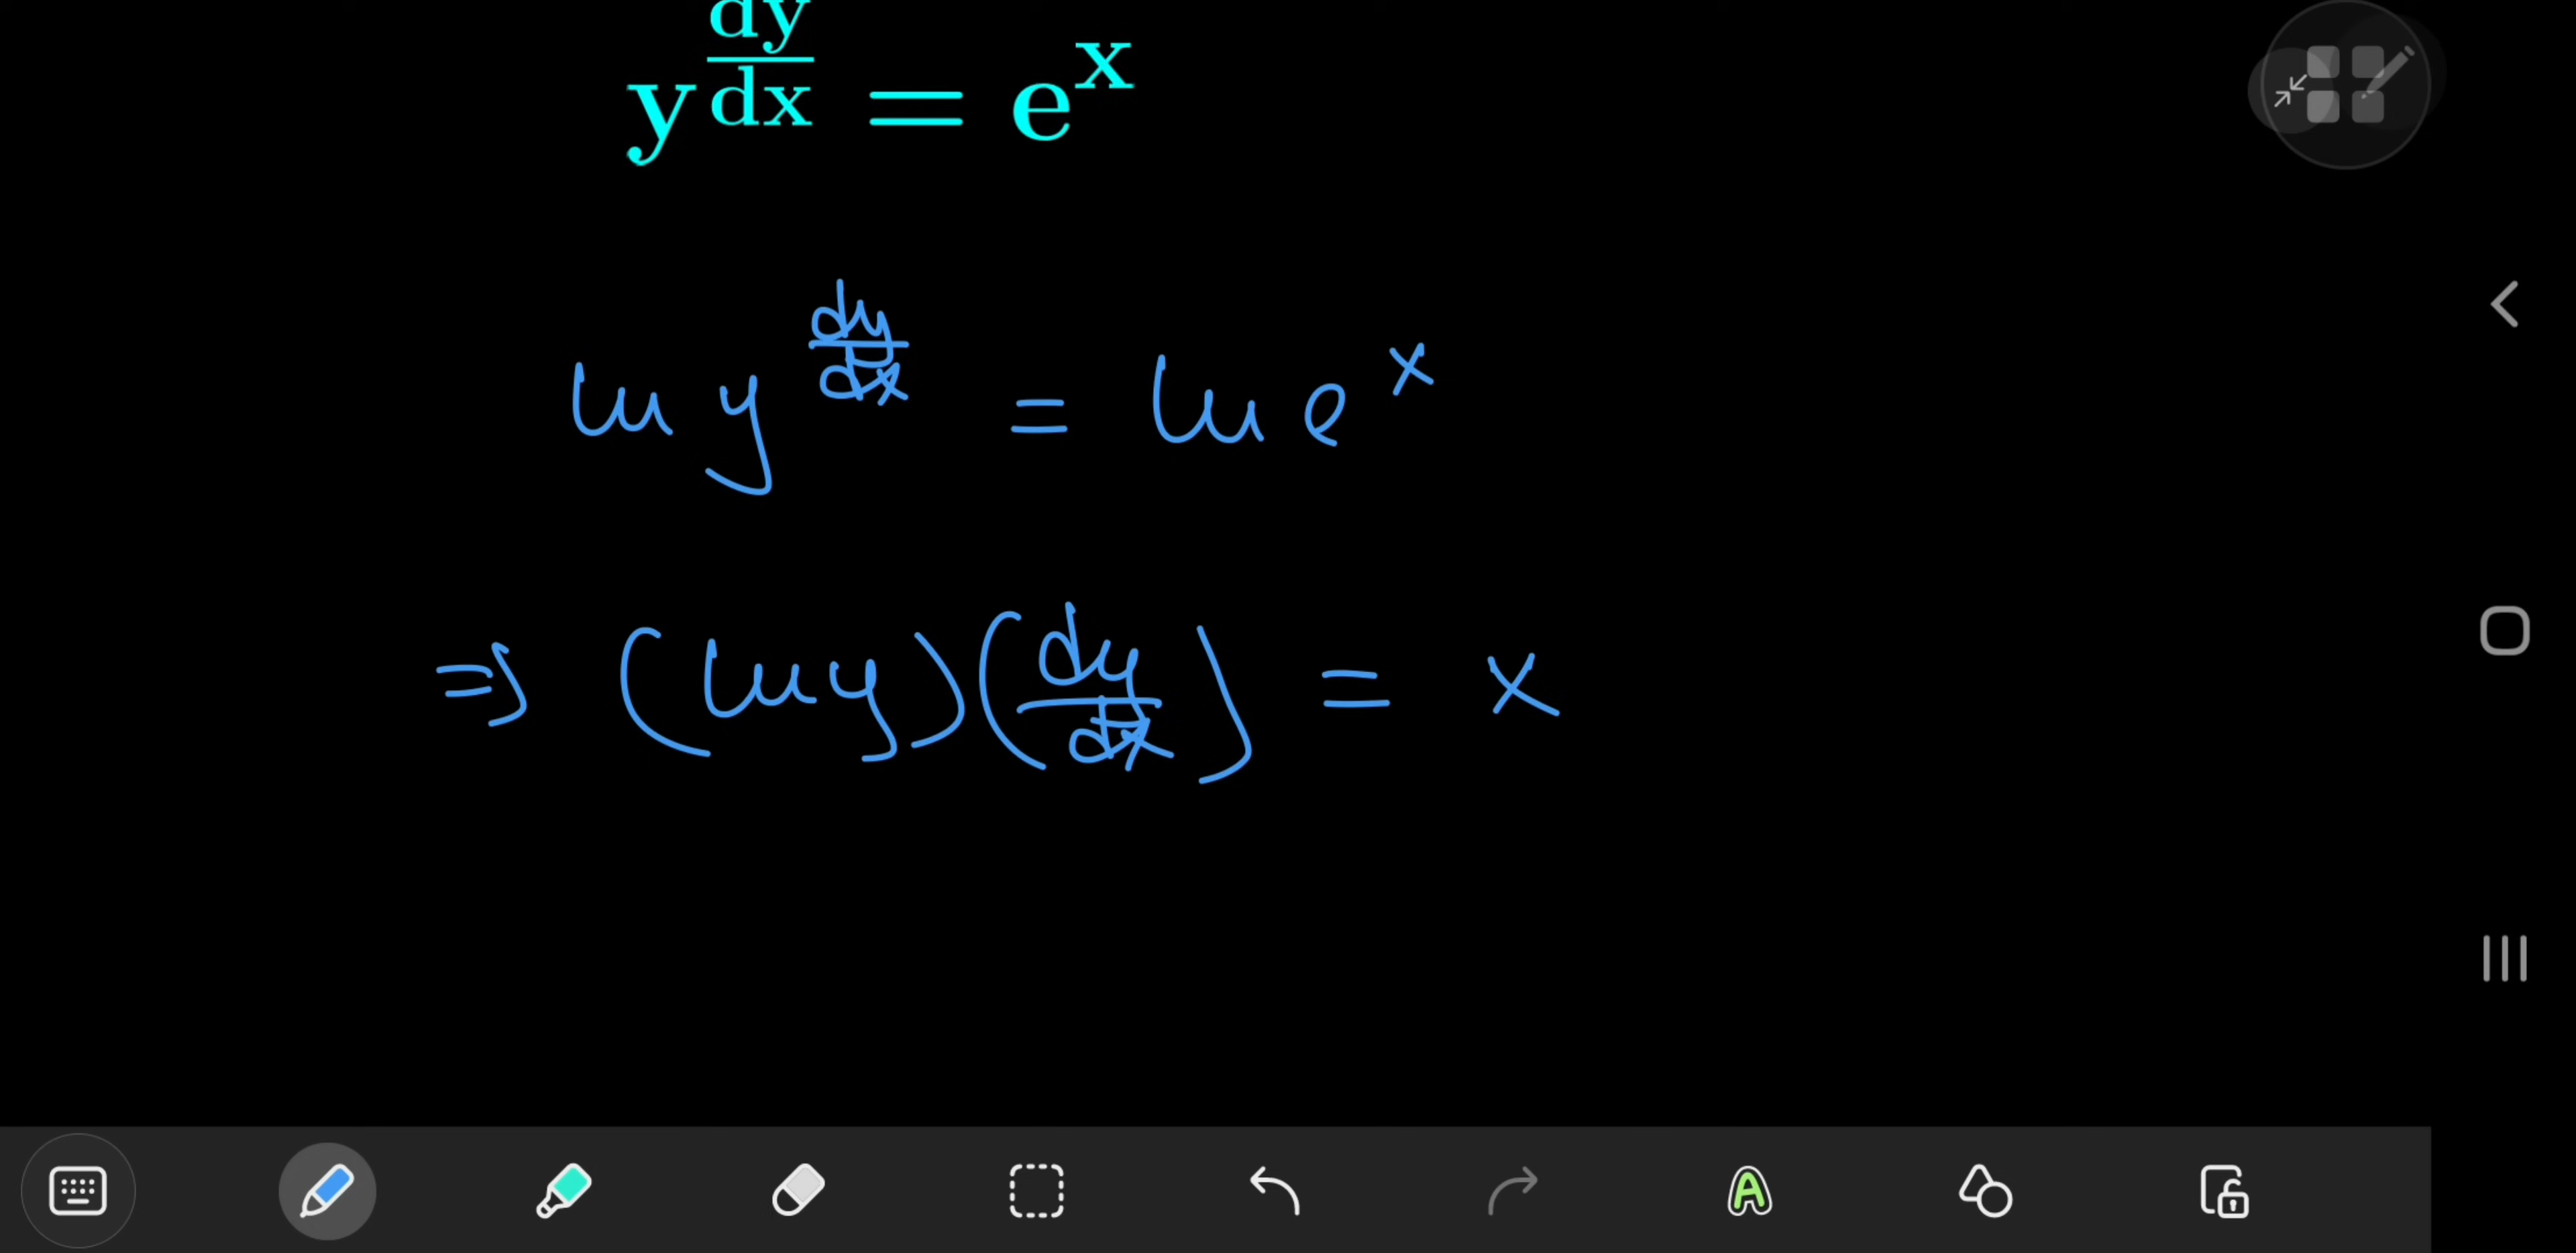 y^(dy/dx) = e^x
ln y^(dy/dx) = ln e^x
⇒ (ln y)(dy/dx) = x
A